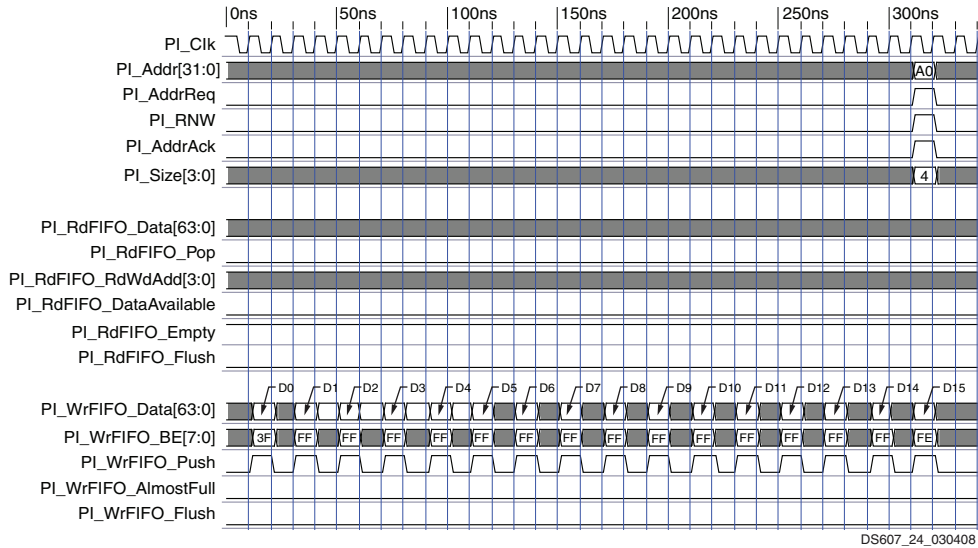 0ns 50ns 100ns 150ns 200ns 250ns 300ns
PI_Clk
PI_Addr[31:0] A0
PI_AddrReq
PI_RNW
PI_AddrAck
PI_Size[3:0] 4
PI_RdFIFO_Data[63:0]
PI_RdFIFO_Pop
PI_RdFIFO_RdWdAdd[3:0]
PI_RdFIFO_DataAvailable
PI_RdFIFO_Empty
PI_RdFIFO_Flush
D0 D1 D2 D3 D4 D5 D6 D7 D8 D9 D10 D11 D12 D13 D14 D15
PI_WrFIFO_Data[63:0]
PI_WrFIFO_BE[7:0] 3F FF FF FF FF FF FF FF FF FF FF FF FF FF FF FE
PI_WrFIFO_Push
PI_WrFIFO_AlmostFull
PI_WrFIFO_Flush
DS607_24_030408